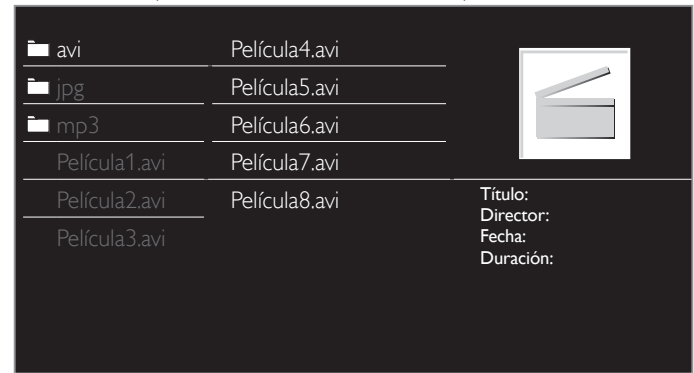 avi
jpg
mp3
Película1.avi
Película2.avi
Película3.avi
Película4.avi
Película5.avi
Película6.avi
Película7.avi
Película8.avi
Título:
Director:
Fecha:
Duración: